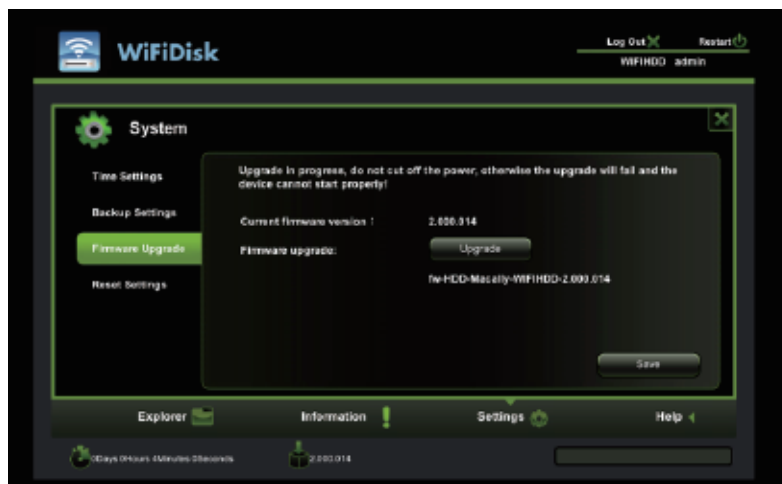 WiFiDisk
Log Out Restart
WIFIHDD admin
System
Time Settings
Upgrade in progress, do not cut off the power, otherwise the upgrade will fail and the
device cannot start properly!
Backup Settings
Current firmware version : 2.000.014
Firmware Upgrade
Firmware upgrade: Upgrade
Reset Settings
fw-HDD-Macally-WIFIHDD-2.000.014
Save
Explorer Information Settings Help
0Days 0Hours 4Minutes 0Seconds 2.000.014